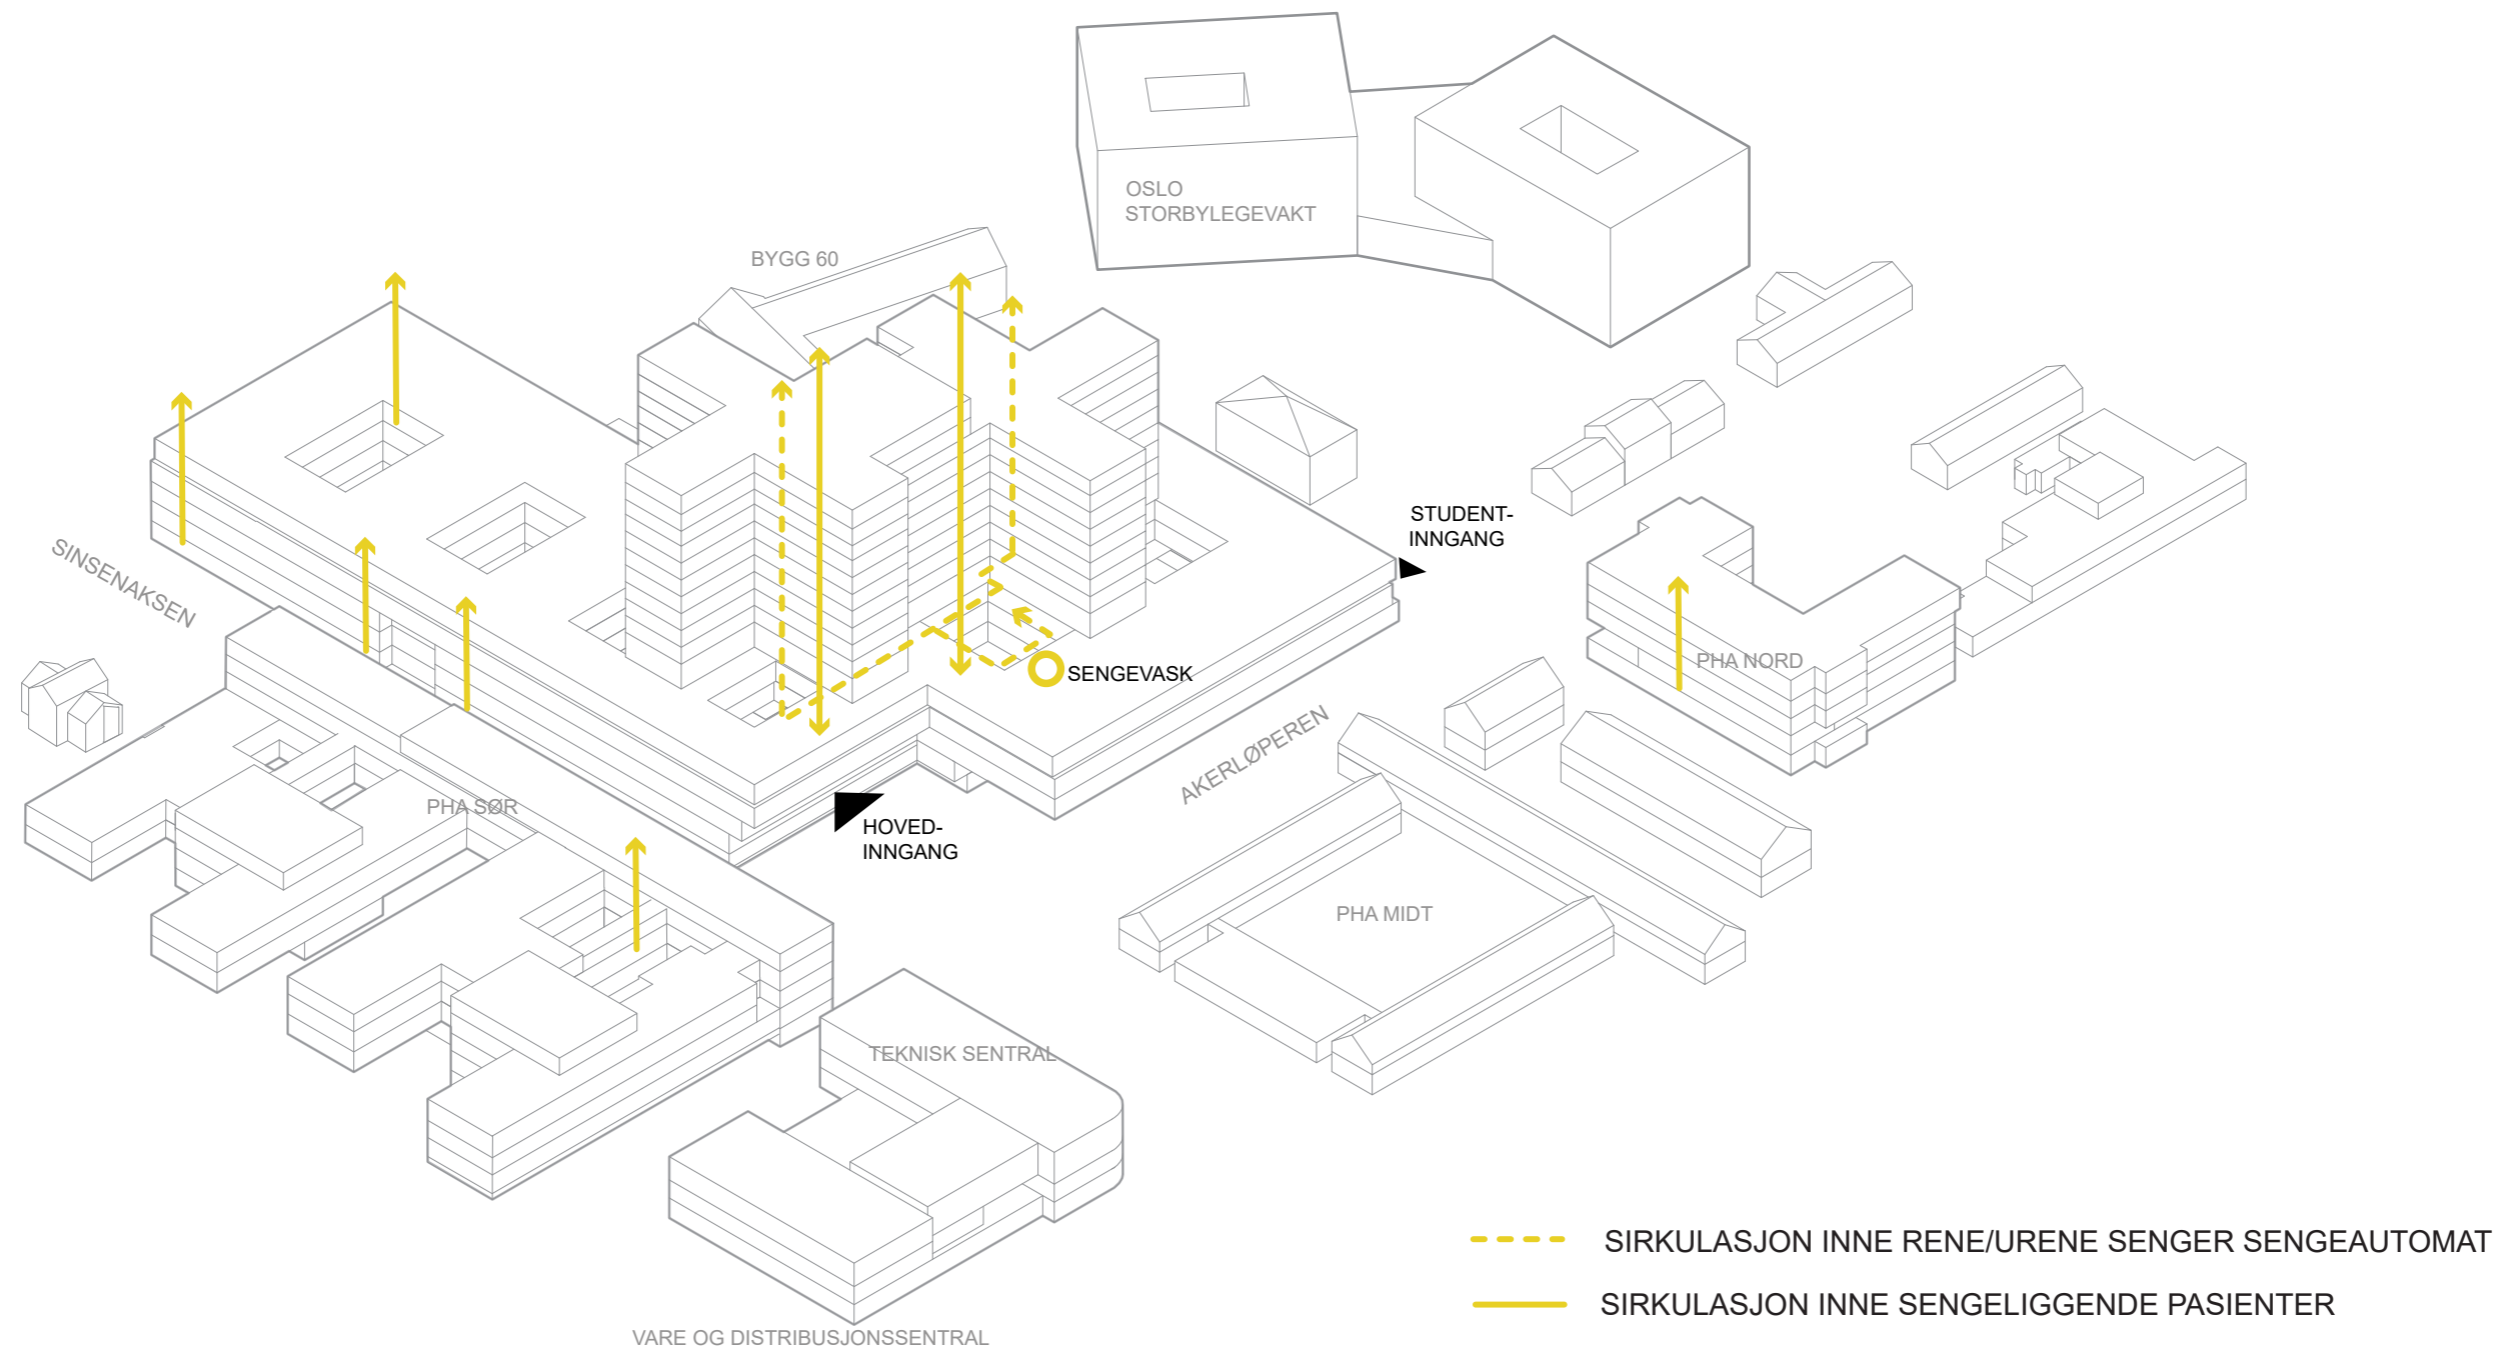 OSLO
STORBYLEGEVAKT
BYGG 60
STUDENT-
INNGANG
SINSENAKSEN
PHA NORD
SENGEVASK
AKERLØPEREN
PHA SØR
HOVED-
INNGANG
PHA MIDT
TEKNISK SENTRAL
SIRKULASJON INNE RENE/URENE SENGER SENGEAUTOMAT
SIRKULASJON INNE SENGELIGGENDE PASIENTER
VARE OG DISTRIBUSJONSSENTRAL